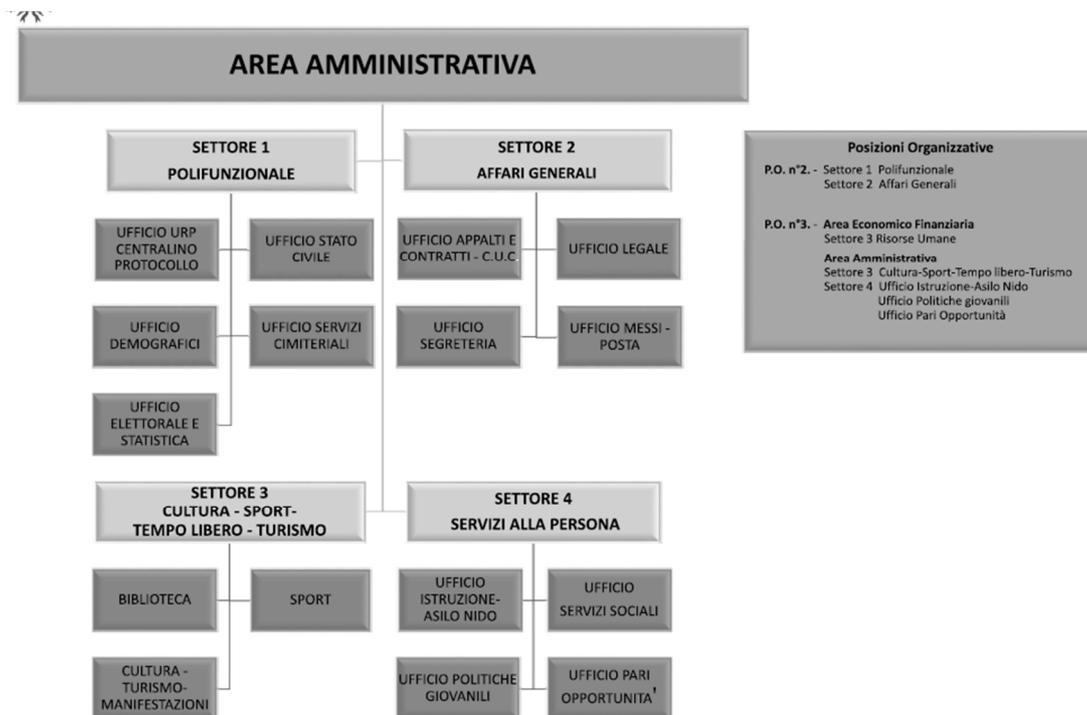 AREA AMMINISTRATIVA
SETTORE 1
POLIFUNZIONALE
SETTORE 2
AFFARI GENERALI
UFFICIO URP
CENTRALINO
PROTOCOLLO
UFFICIO STATO
CIVILE
UFFICIO APPALTI E
CONTRATTI - C.U.C.
UFFICIO LEGALE
UFFICIO
DEMOGRAFICI
UFFICIO SERVIZI
CIMITERIALI
UFFICIO
SEGRETERIA
UFFICIO MESSI -
POSTA
UFFICIO
ELETTORALE E
STATISTICA
SETTORE 3
CULTURA - SPORT-
TEMPO LIBERO - TURISMO
SETTORE 4
SERVIZI ALLA PERSONA
BIBLIOTECA
SPORT
UFFICIO
ISTRUZIONE-
ASILO NIDO
UFFICIO
SERVIZI SOCIALI
CULTURA -
TURISMO-
MANIFESTAZIONI
UFFICIO POLITICHE
GIOVANILI
UFFICIO PARI
OPPORTUNITA'
Posizioni Organizzative
P.O. n°2. - Settore 1 Polifunzionale
Settore 2 Affari Generali
P.O. n°3. - Area Economico Finanziaria
Settore 3 Risorse Umane
Area Amministrativa
Settore 3 Cultura-Sport-Tempo libero-Turismo
Settore 4 Ufficio Istruzione-Asilo Nido
Ufficio Politiche giovanili
Ufficio Pari Opportunità